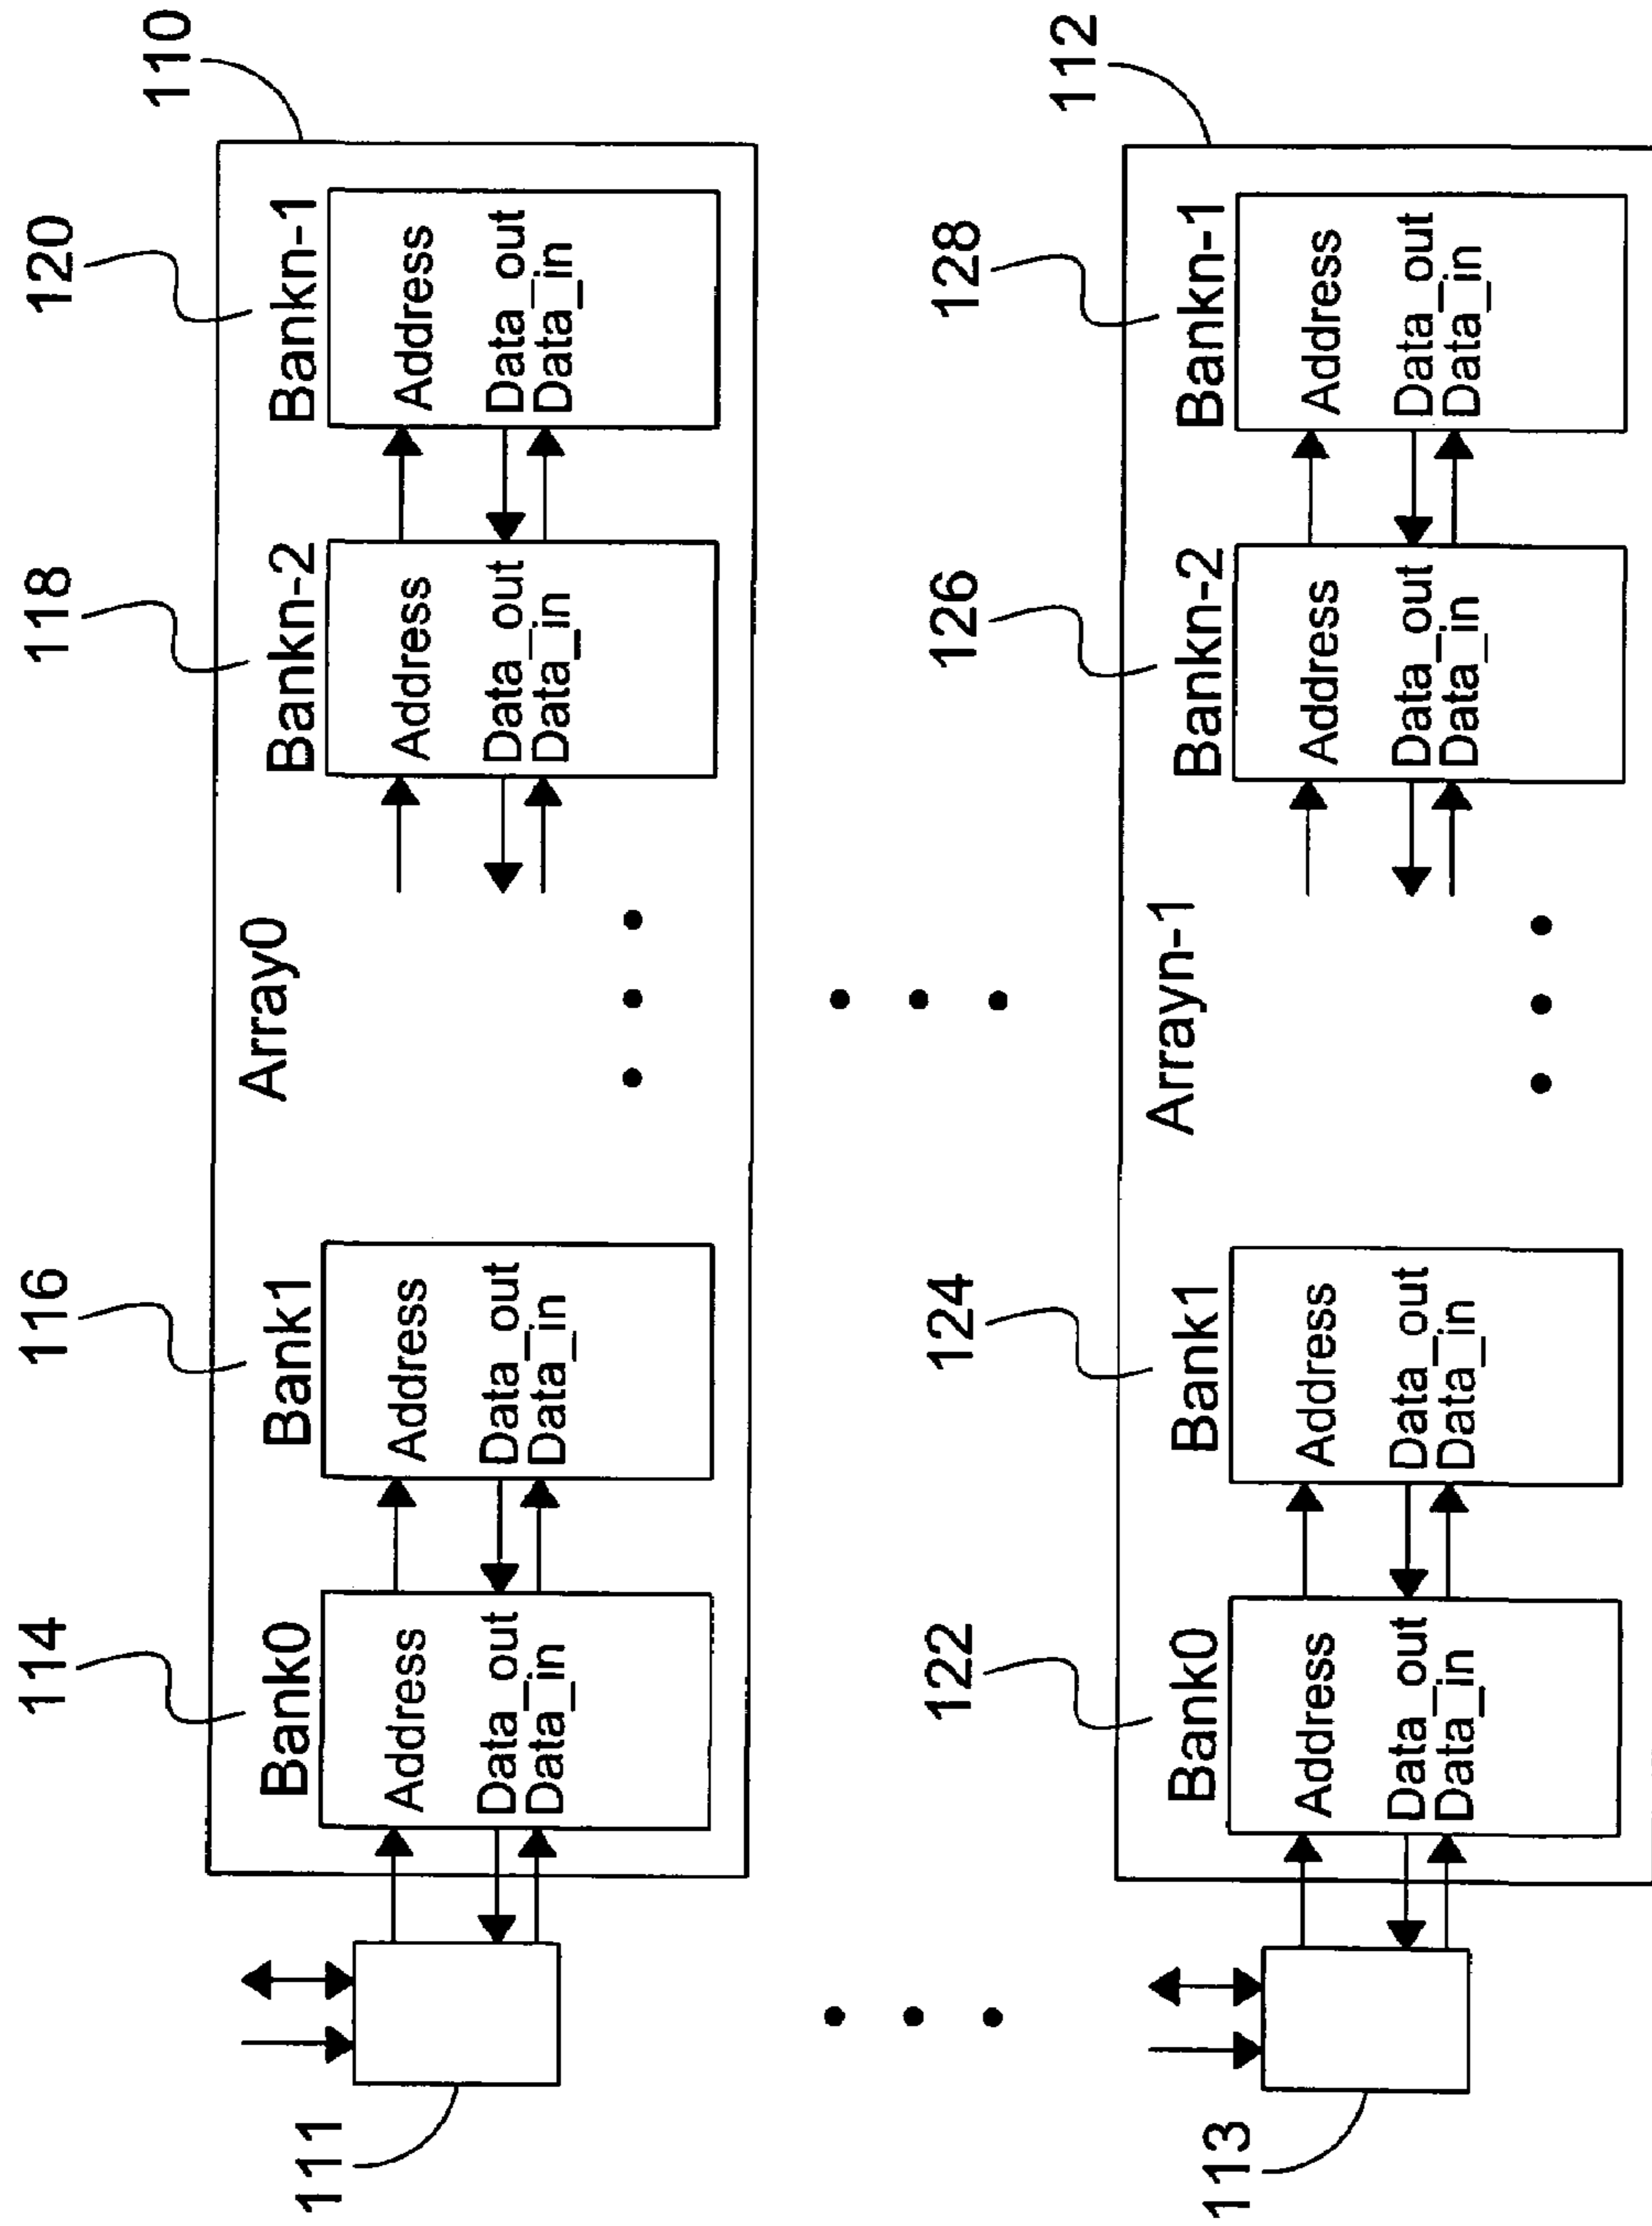 114
116
118
120
110
Array0
Bank0
Bank1
Bankn-2
Bankn-1
111
Address
Data_out
Data_in
Address
Data_out
Data_in
Address
Data_out
Data_in
Address
Data_out
Data_in
122
124
126
128
112
Arrayn-1
Bank0
Bank1
Bankn-2
Bankn-1
113
Address
Data_out
Data_in
Address
Data_out
Data_in
Address
Data_out
Data_in
Address
Data_out
Data_in